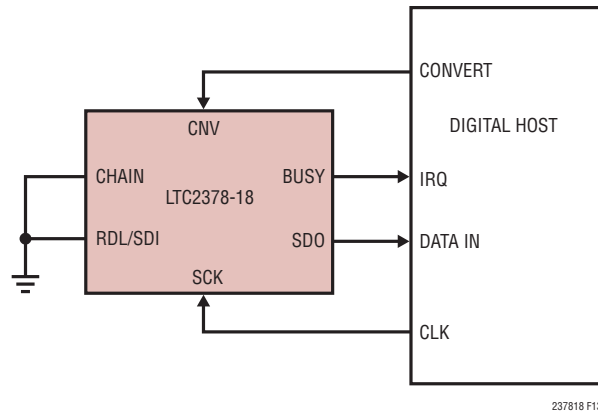 CONVERT
CNV
DIGITAL HOST
CHAIN
BUSY
IRQ
LTC2378-18
RDL/SDI
SDO
DATA IN
SCK
CLK